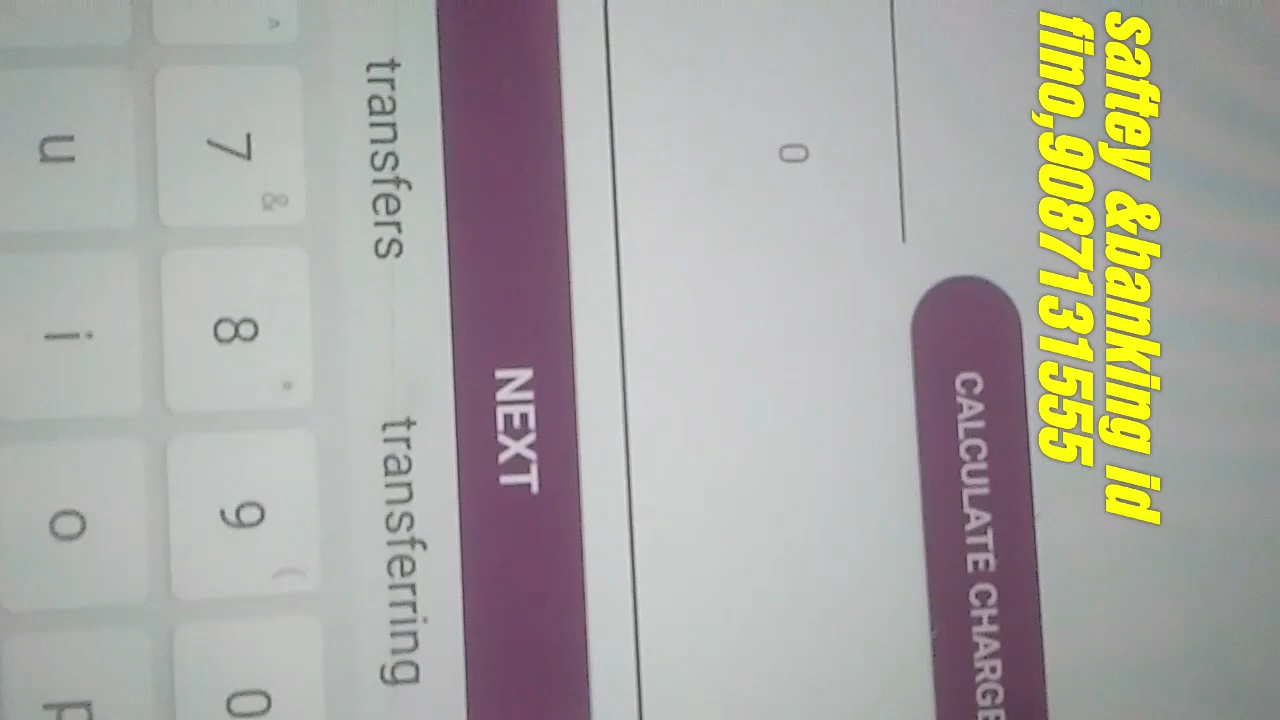 saftey &banking id
fino,9087131555
CALCULATE CHARGE
0
NEXT
transfers transferring
^
7 & 8 * 9 ( 0
u i o p